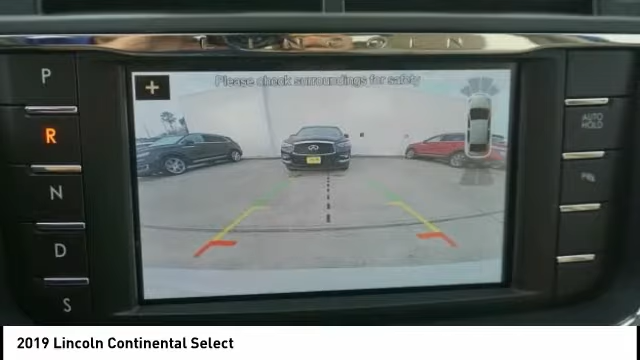 LINCOLN
Please check surroundings for safety
P
R
N
D
S
AUTO
HOLD
2019 Lincoln Continental Select